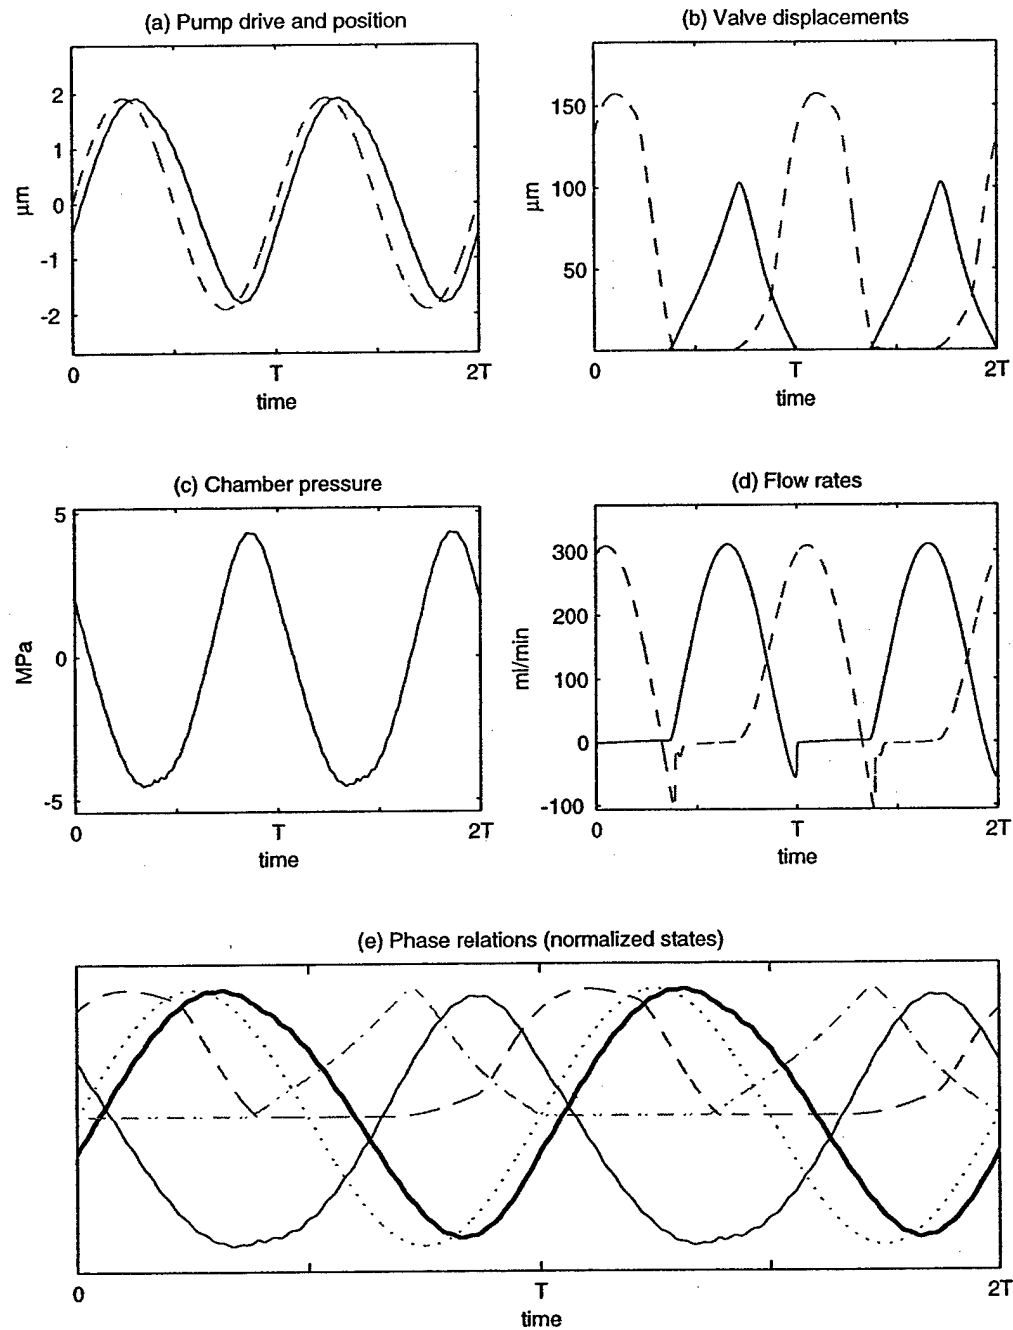 (a) Pump drive and position
2
1
0
-1
-2
µm
0 T 2T
time
(b) Valve displacements
150
100
50
µm
0 T 2T
time
(c) Chamber pressure
5
0
-5
MPa
0 T 2T
time
(d) Flow rates
300
200
100
0
-100
ml/min
0 T 2T
time
(e) Phase relations (normalized states)
0 T 2T
time